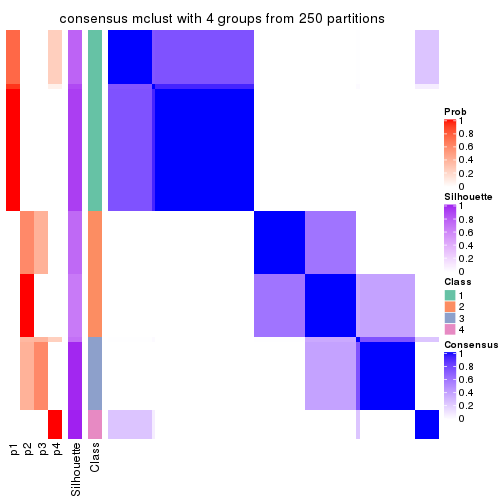 consensus mclust with 4 groups from 250 partitions
Prob
1
0.8
0.6
0.4
0.2
0
Silhouette
1
0.8
0.6
0.4
0.2
0
Class
1
2
3
4
Consensus
1
0.8
0.6
0.4
0.2
0
p1
p2
p3
p4
Silhouette
Class